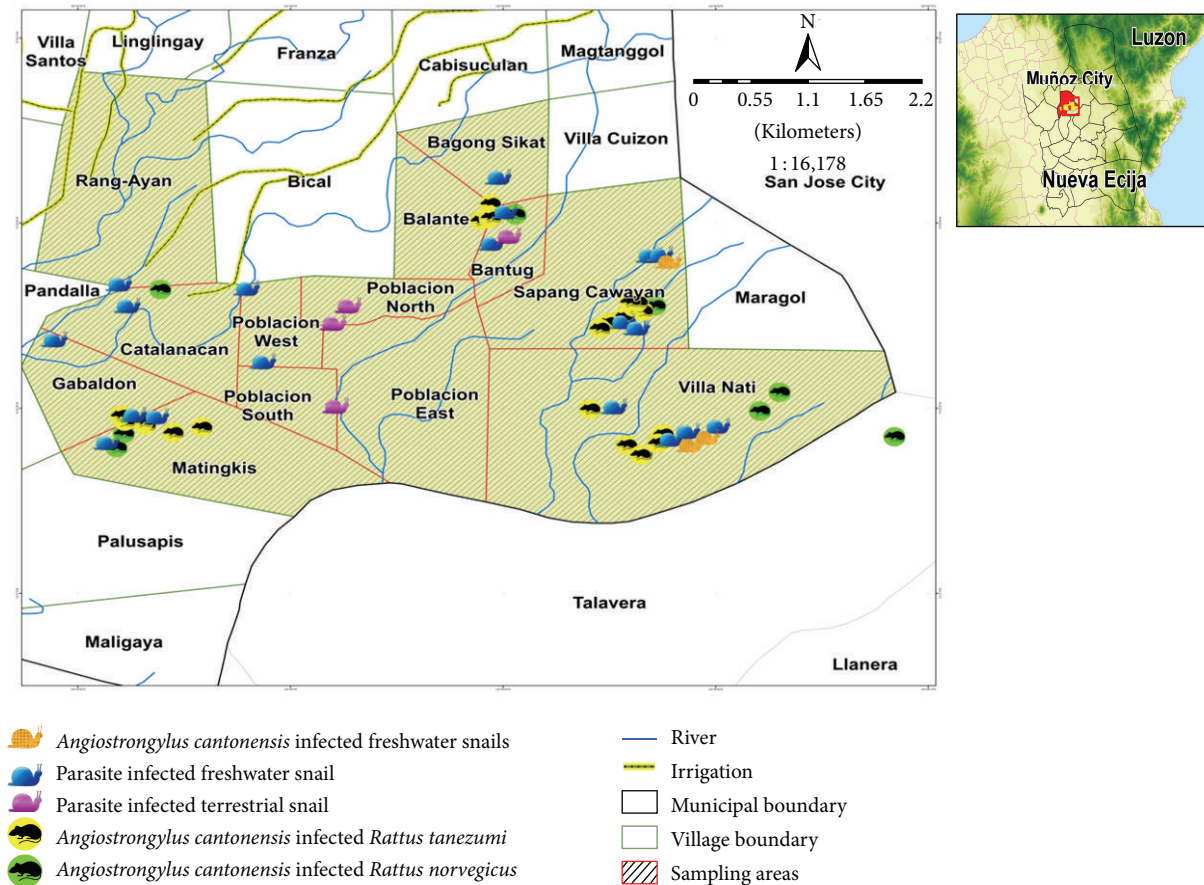 Villa
Santos
Linglingay
Franza
Cabisuculan
Magtanggol
N
0 0.55 1.1 1.65 2.2
(Kilometers)
1 : 16,178
Rang-Ayan
Bical
Bagong Sikat
Villa Cuizon
San Jose City
Balante
Bantug
Pandalla
Poblacion
North
Sapang Cawayan
Maragol
Poblacion
West
Catalanacan
Gabaldon
Poblacion
South
Poblacion
East
Villa Nati
Matingkis
Palusapis
Talavera
Maligaya
Llanera
Luzon
Muñoz City
Nueva Ecija
Angiostrongylus cantonensis infected freshwater snails
Parasite infected freshwater snail
Parasite infected terrestrial snail
Angiostrongylus cantonensis infected Rattus tanezumi
Angiostrongylus cantonensis infected Rattus norvegicus
River
Irrigation
Municipal boundary
Village boundary
Sampling areas